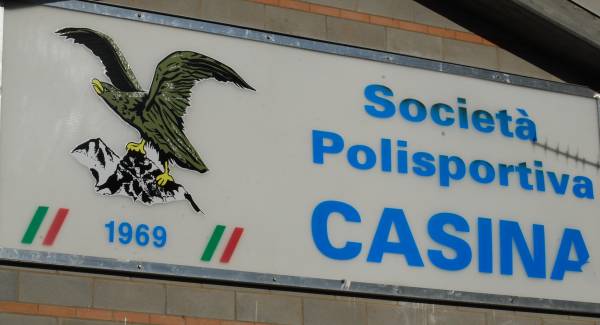 Società
Polisportiva
CASINA
1969